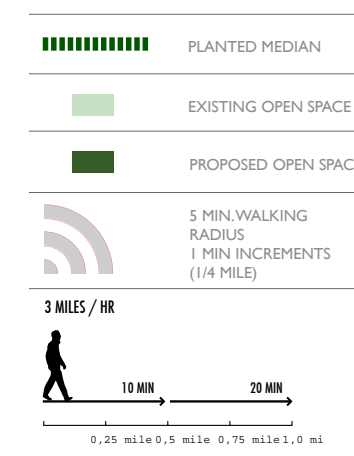 PLANTED MEDIAN
EXISTING OPEN SPACE
PROPOSED OPEN SPAC
5 MIN.WALKING
RADIUS
1 MIN INCREMENTS
(1/4 MILE)
3 MILES / HR
10 MIN 20 MIN
0,25 mile 0,5 mile 0,75 mile 1,0 mi